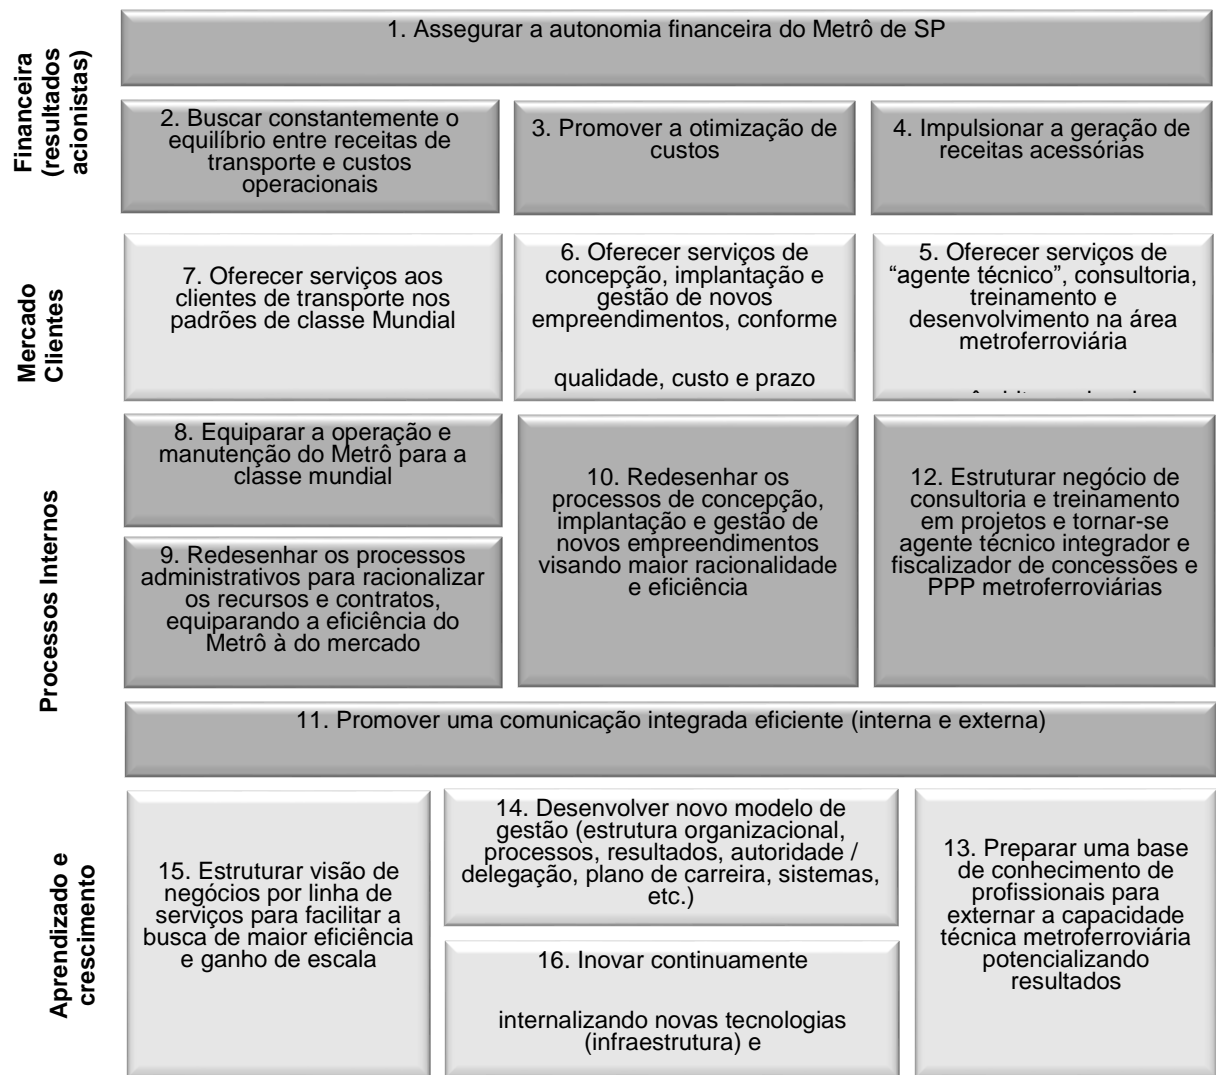 Financeira
(resultados
acionistas)
1. Assegurar a autonomia financeira do Metrô de SP
2. Buscar constantemente o
equilíbrio entre receitas de
transporte e custos
operacionais
3. Promover a otimização de
custos
4. Impulsionar a geração de
receitas acessórias
Mercado
Clientes
7. Oferecer serviços aos
clientes de transporte nos
padrões de classe Mundial
6. Oferecer serviços de
concepção, implantação e
gestão de novos
empreendimentos, conforme
qualidade, custo e prazo
5. Oferecer serviços de
“agente técnico”, consultoria,
treinamento e
desenvolvimento na área
metroferroviária
Processos Internos
8. Equiparar a operação e
manutenção do Metrô para a
classe mundial
9. Redesenhar os processos
administrativos para racionalizar
os recursos e contratos,
equiparando a eficiência do
Metrô à do mercado
10. Redesenhar os
processos de concepção,
implantação e gestão de
novos empreendimentos
visando maior racionalidade
e eficiência
12. Estruturar negócio de
consultoria e treinamento
em projetos e tornar-se
agente técnico integrador e
fiscalizador de concessões e
PPP metroferroviárias
11. Promover uma comunicação integrada eficiente (interna e externa)
Aprendizado e
crescimento
15. Estruturar visão de
negócios por linha de
serviços para facilitar a
busca de maior eficiência
e ganho de escala
14. Desenvolver novo modelo de
gestão (estrutura organizacional,
processos, resultados, autoridade /
delegação, plano de carreira, sistemas,
etc.)
16. Inovar continuamente
internalizando novas tecnologias
(infraestrutura) e
13. Preparar uma base
de conhecimento de
profissionais para
externar a capacidade
técnica metroferroviária
potencializando
resultados